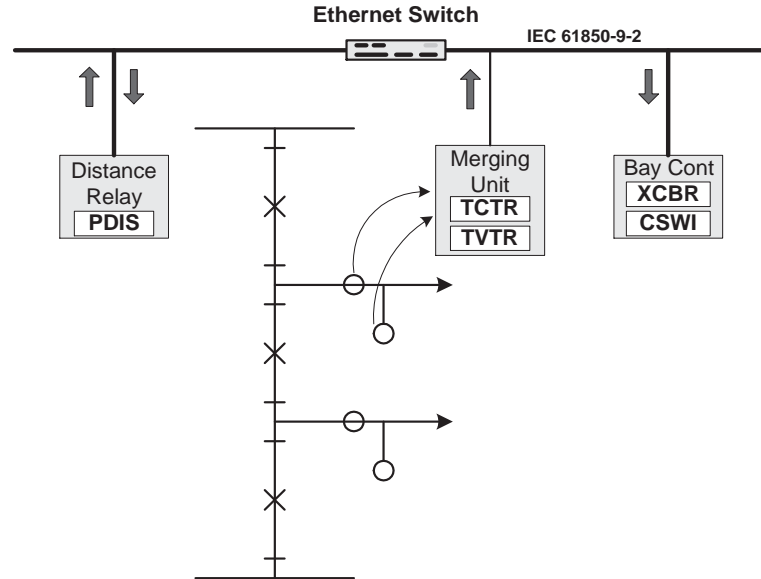 Ethernet Switch
IEC 61850-9-2
Distance
Relay
PDIS
Merging
Unit
TCTR
TVTR
Bay Cont
XCBR
CSWI